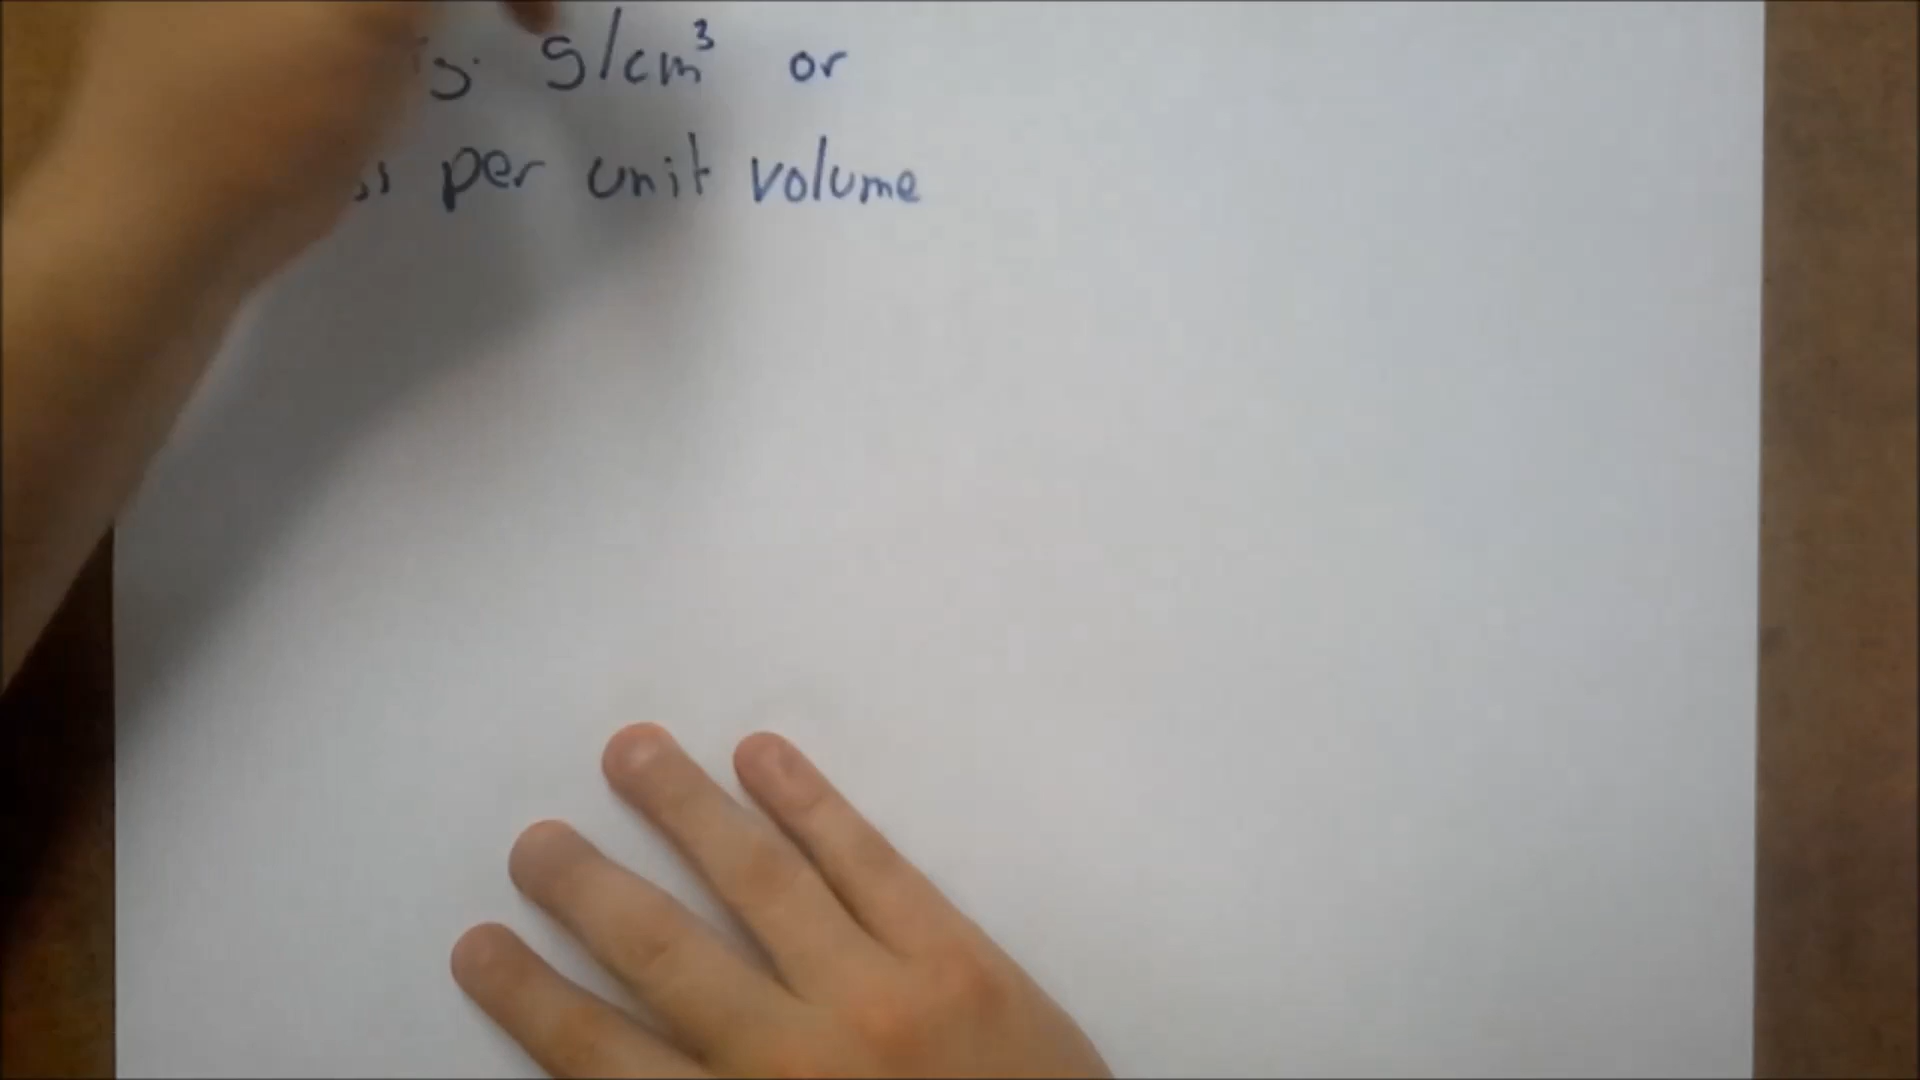 g/cm³ or
per unit volume